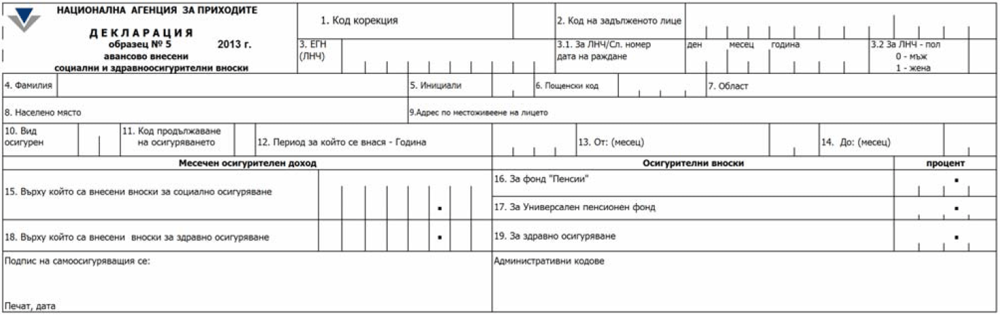 НАЦИОНАЛНА АГЕНЦИЯ ЗА ПРИХОДИТЕ
ДЕКЛАРАЦИЯ
образец № 5 2013 г.
авансово внесени
социални и здравноосигурителни вноски
1. Код корекция
2. Код на задълженото лице
3. ЕГН
(ЛНЧ)
3.1. За ЛНЧ/Сл. номер
дата на раждане
ден месец година
3.2 За ЛНЧ - пол
0 - мъж
1 - жена
4. Фамилия
5. Инициали
6. Пощенски код
7. Област
8. Населено място
9.Адрес по местоживеене на лицето
10. Вид
осигурен
11. Код продължаване
на осигуряването
12. Период за който се внася - Година
13. От: (месец)
14. До: (месец)
Месечен осигурителен доход
Осигурителни вноски
процент
15. Върху който са внесени вноски за социално осигуряване
16. За фонд "Пенсии"
17. За Универсален пенсионен фонд
18. Върху който са внесени вноски за здравно осигуряване
19. За здравно осигуряване
Подпис на самоосигуряващия се:
Административни кодове
Печат, дата